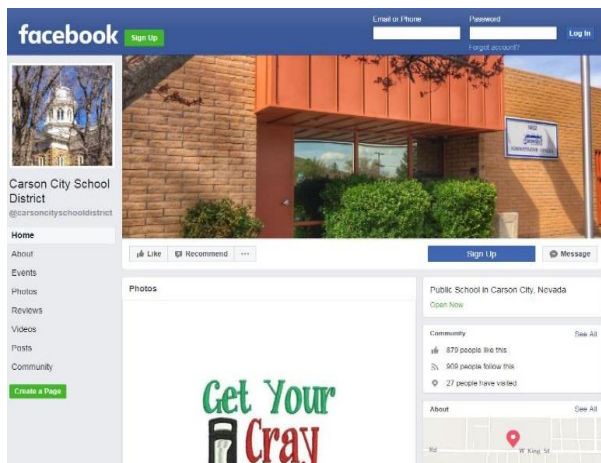 Email or Phone
Password
facebook
Sign Up
Log In
Forgot account?
Carson City School
District
@carsoncityschooldistrict
Home
About
Events
Photos
Reviews
Videos
Posts
Community
Create a Page
Like
Recommend
Sign Up
Message
Photos
Get Your
Cray
Public School in Carson City, Nevada
Open Now
Community
See All
879 people like this
909 people follow this
27 people have visited
About
See All
Rd
W King St